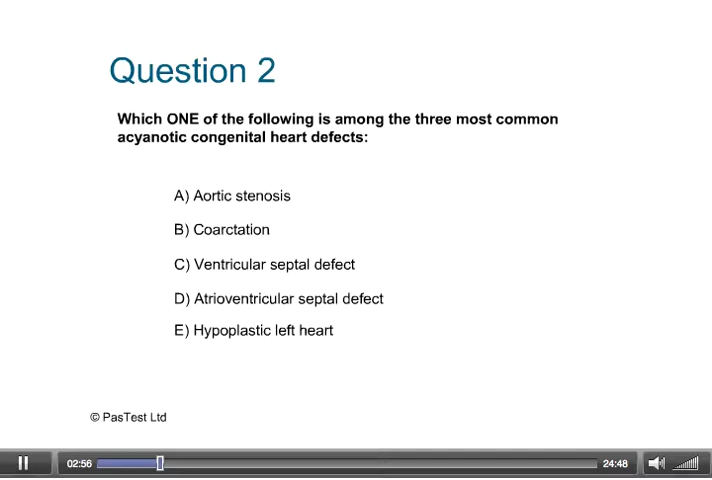 Question 2
Which ONE of the following is among the three most common
acyanotic congenital heart defects:
A) Aortic stenosis
B) Coarctation
C) Ventricular septal defect
D) Atrioventricular septal defect
E) Hypoplastic left heart
© PasTest Ltd
02:56 24:48